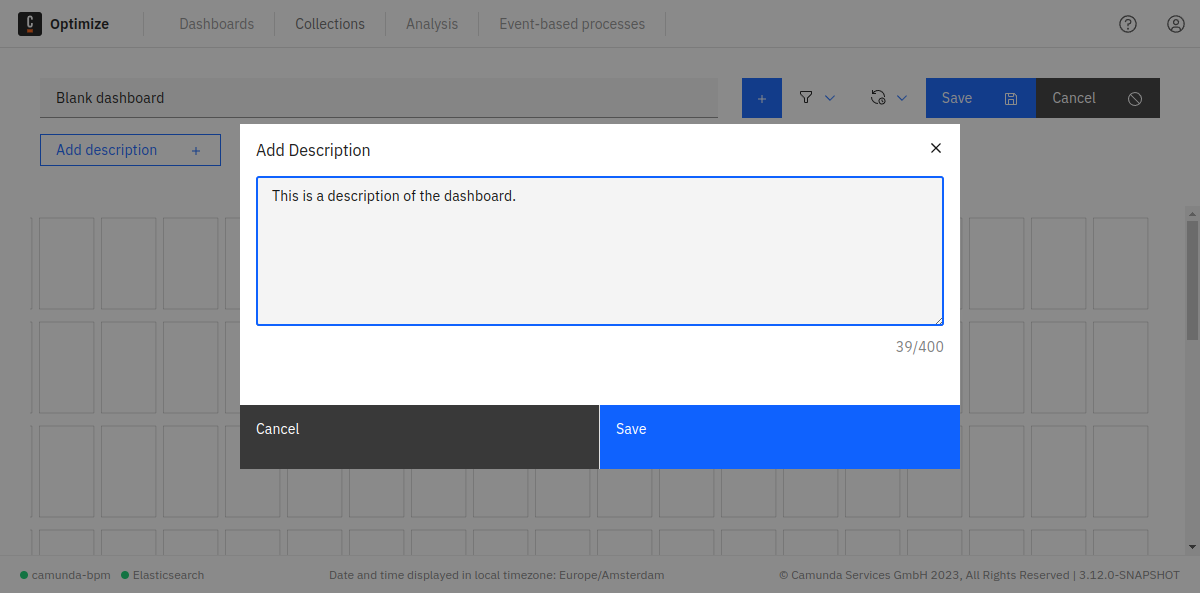 C Optimize Dashboards Collections Analysis Event-based processes
Blank dashboard + Save Cancel
Add description +
Add Description
This is a description of the dashboard.
39/400
Cancel Save
camunda-bpm Elasticsearch Date and time displayed in local timezone: Europe/Amsterdam © Camunda Services GmbH 2023, All Rights Reserved | 3.12.0-SNAPSHOT